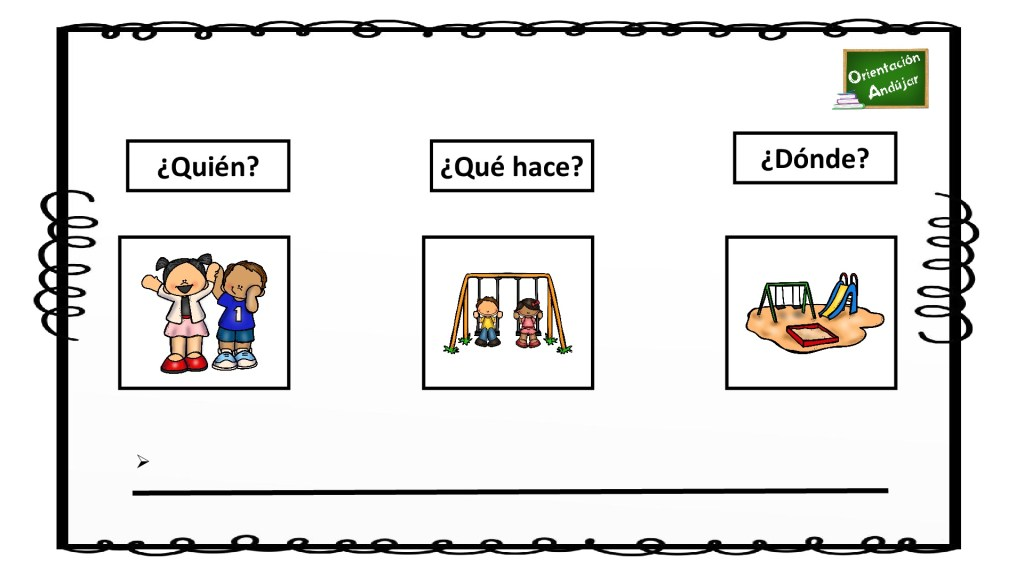 Orientación
Andújar
¿Quién?
¿Qué hace?
¿Dónde?
1